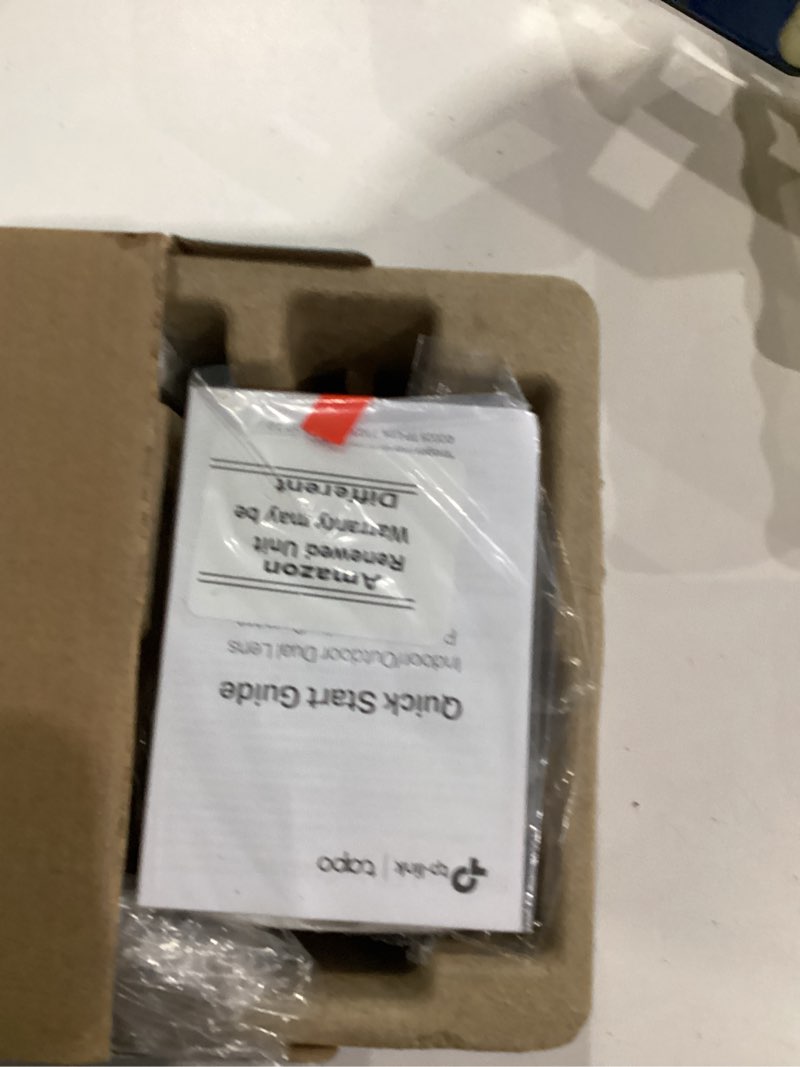 tp-link | tapo
Quick Start Guide
Indoor/Outdoor Dual Lens
P
Amazon
Renewed Unit
Warranty may be
Different